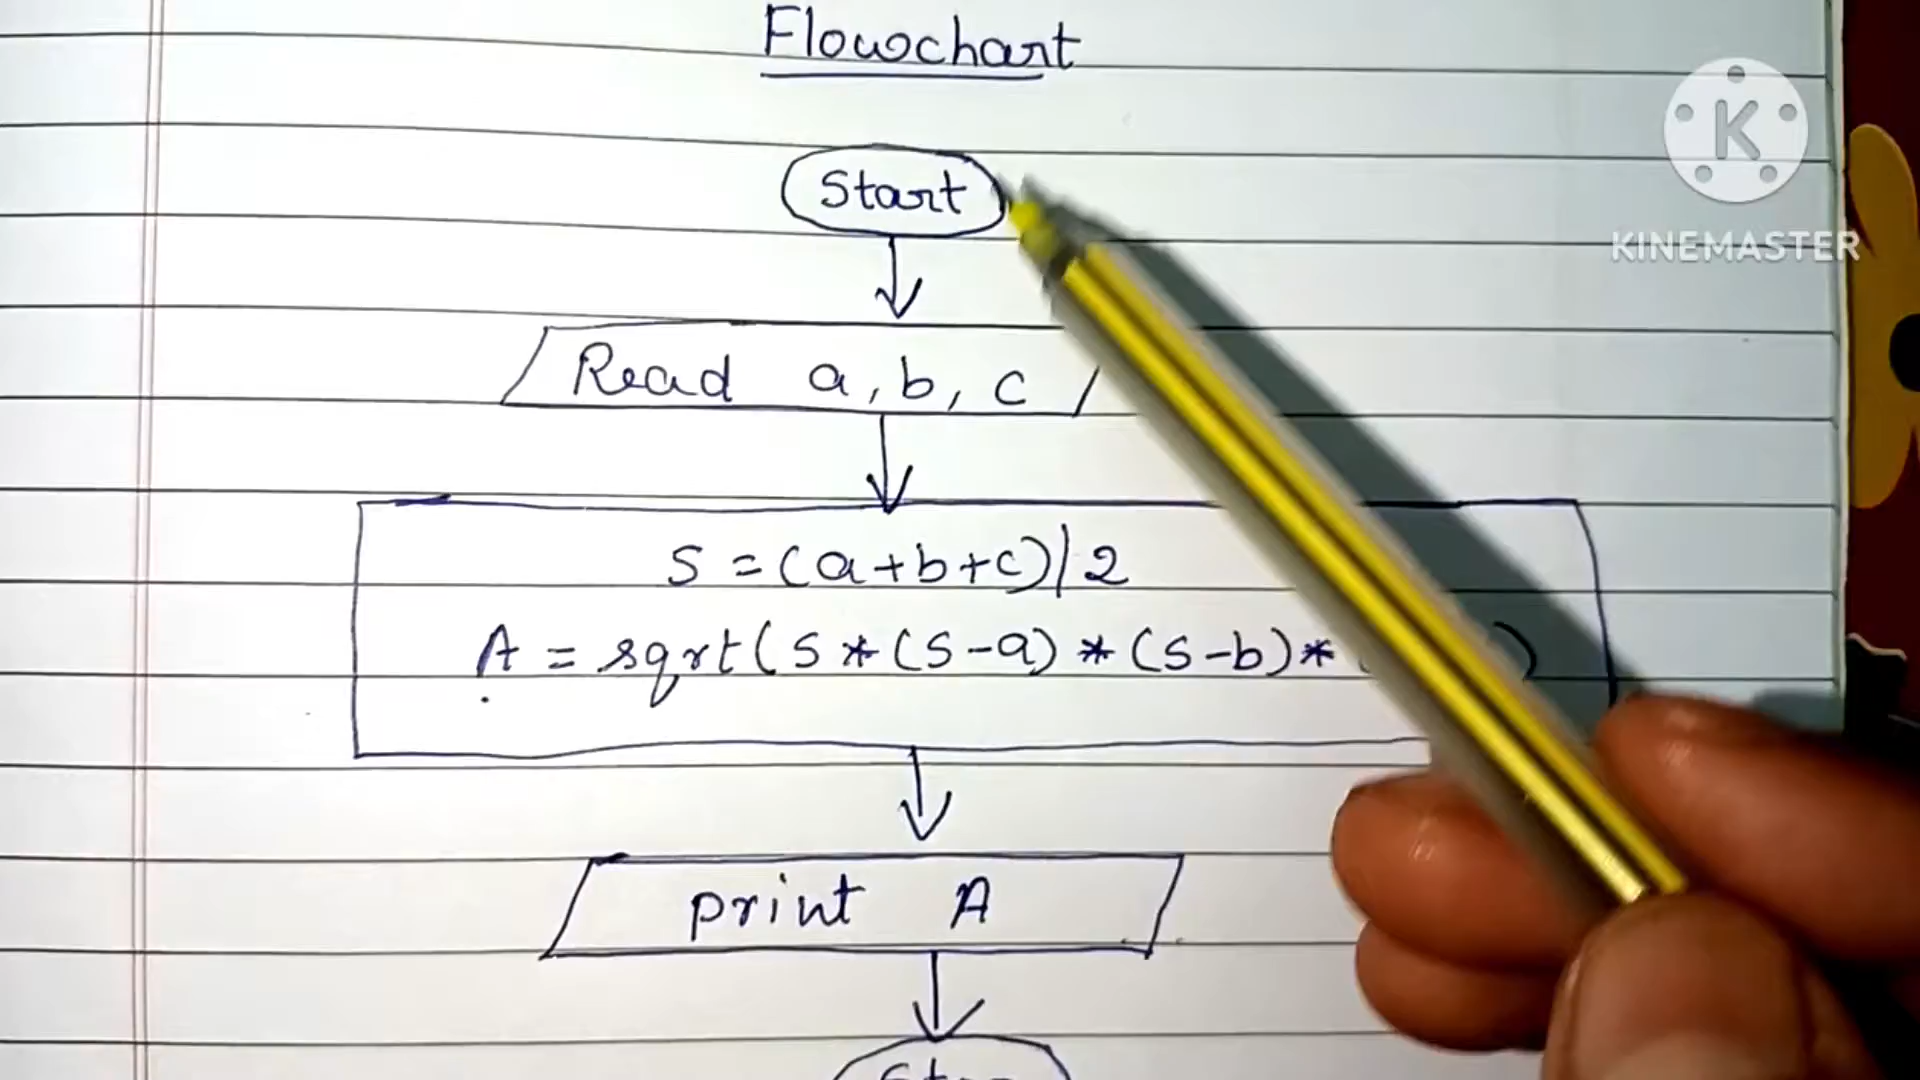 Flowchart
Start
Read a, b, c
S = (a+b+c)/2
A = sqrt(S*(S-a)*(S-b)*
)
print A
K
KINEMASTER